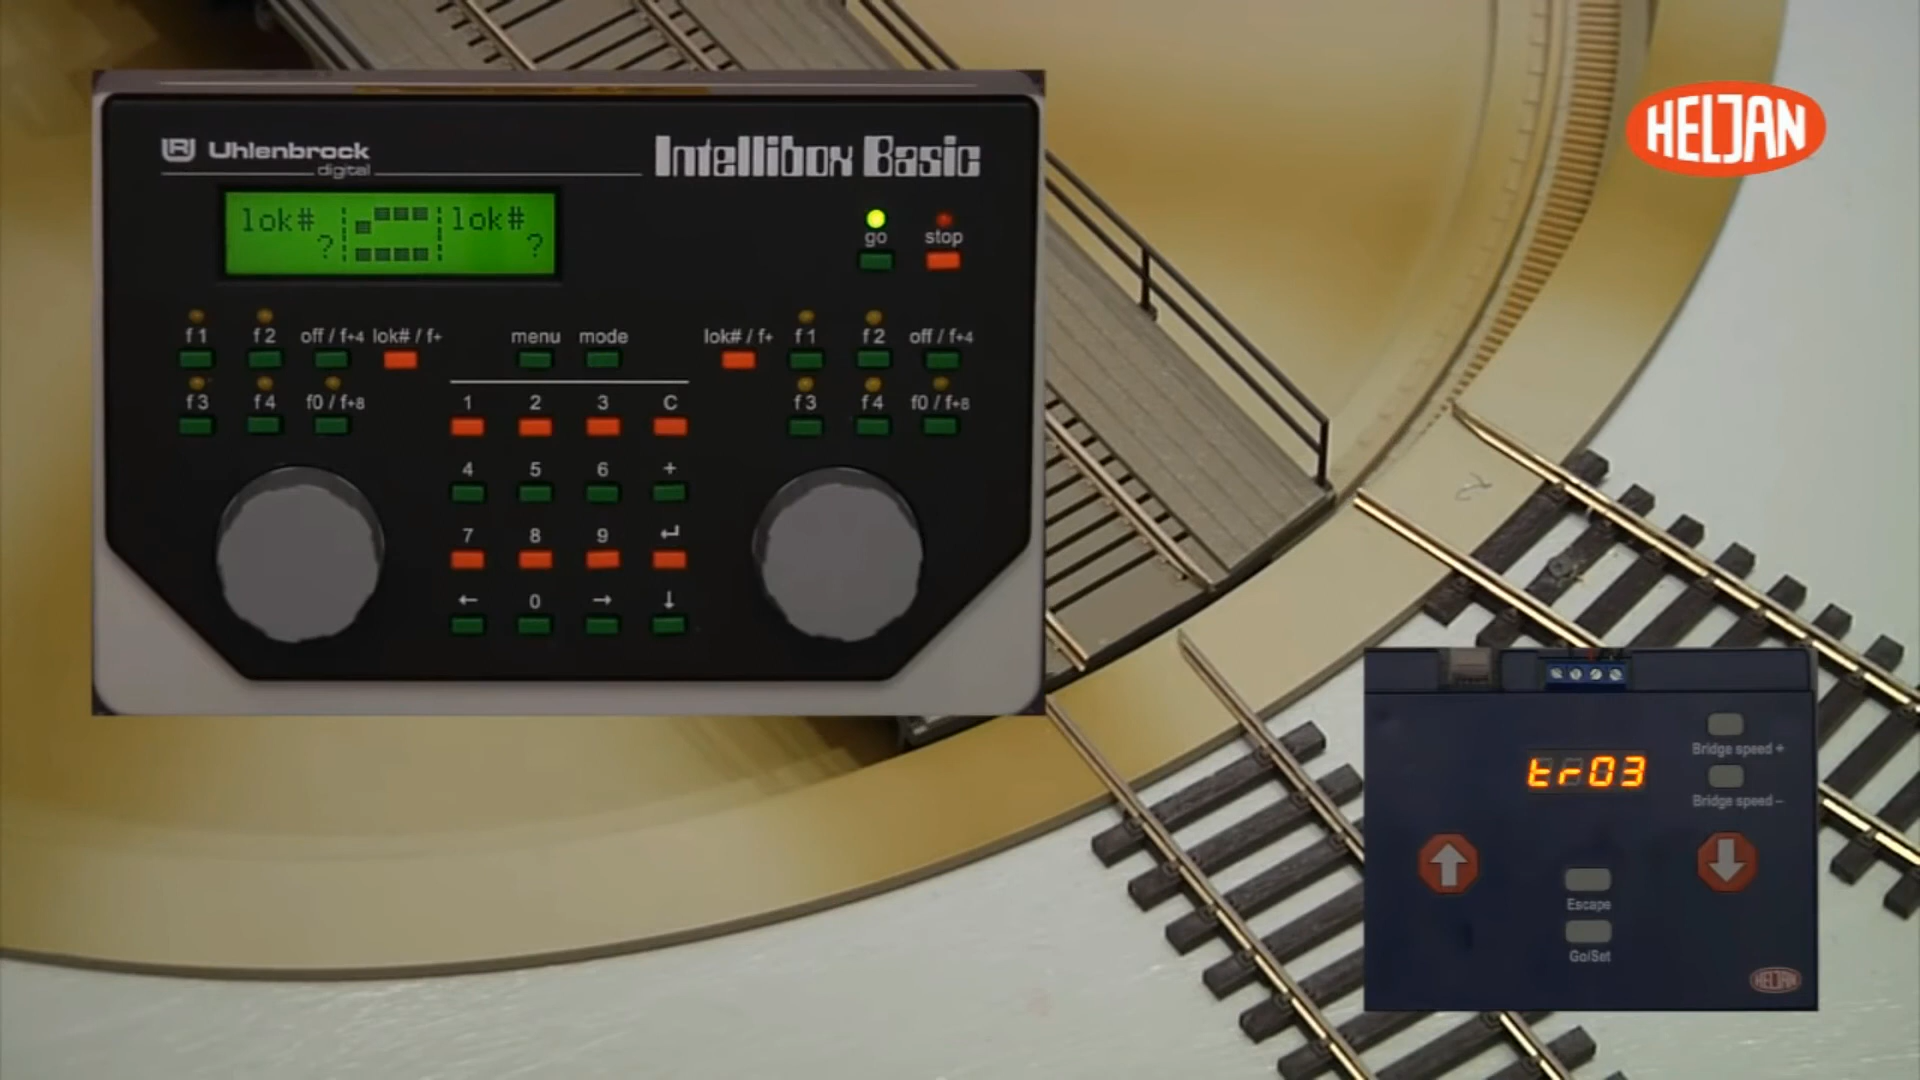 HELJAN
Uhlenbrock
digital
Intellibox Basic
lok# lok#
? ?
go stop
f1 f2 off / f+4 lok# / f+ menu mode lok# / f+ f1 f2 off / f+4
f3 f4 f0 / f+8 1 2 3 C f3 f4 f0 / f+8
4 5 6 +
7 8 9 ↵
← 0 → ↓
Bridge speed +
tr03
Bridge speed –
Escape
Go/Set
HELJAN